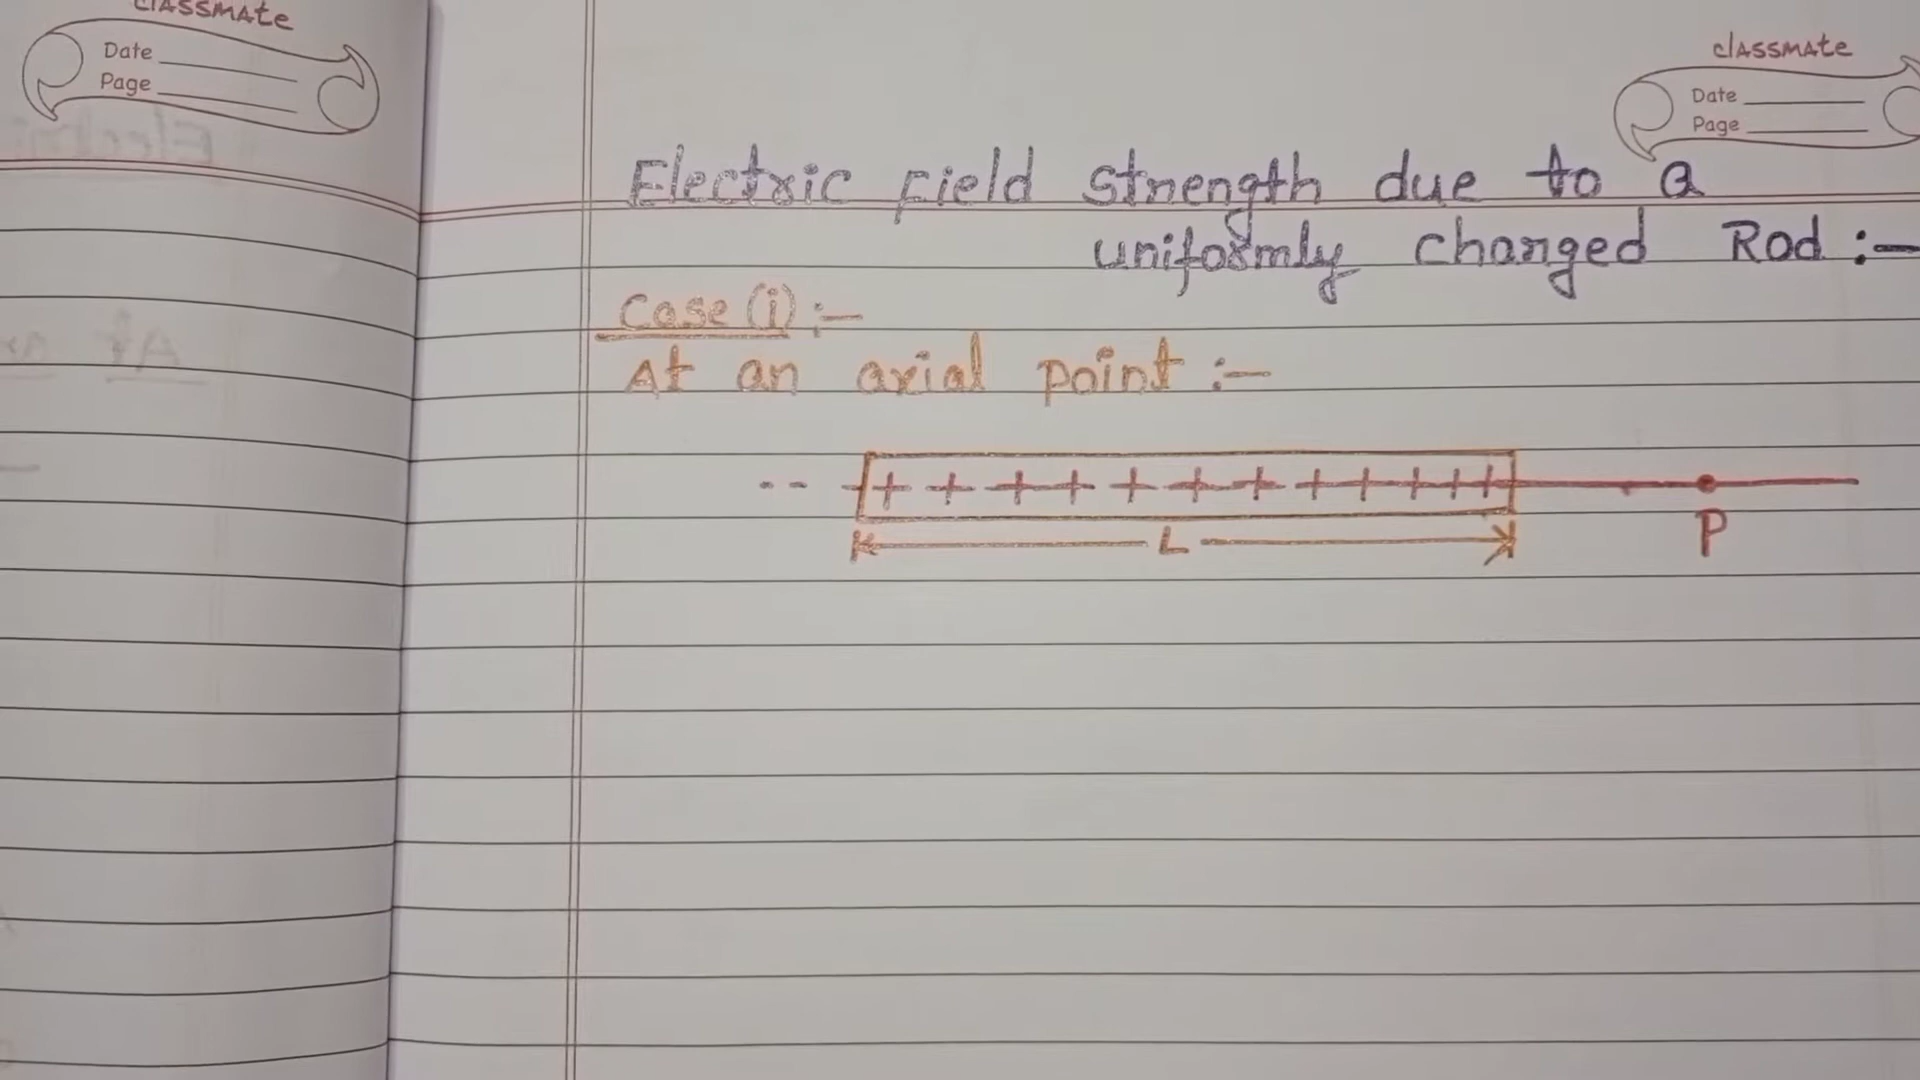 classmate
Date
Page
classmate
Date
Page
Electric Field Strength due to a
uniformly charged Rod :-
Case (i) :-
At an axial point :-
-- + + + + + + + + + + + +
L
P